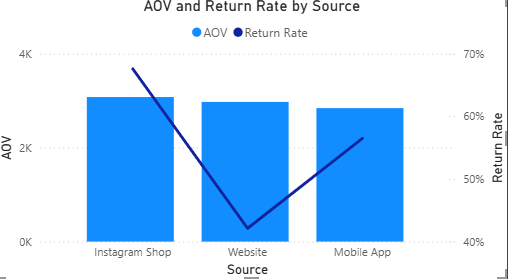 AOV and Return Rate by Source
AOV Return Rate
4K
2K
0K
AOV
70%
60%
50%
40%
Return Rate
Instagram Shop Website Mobile App
Source